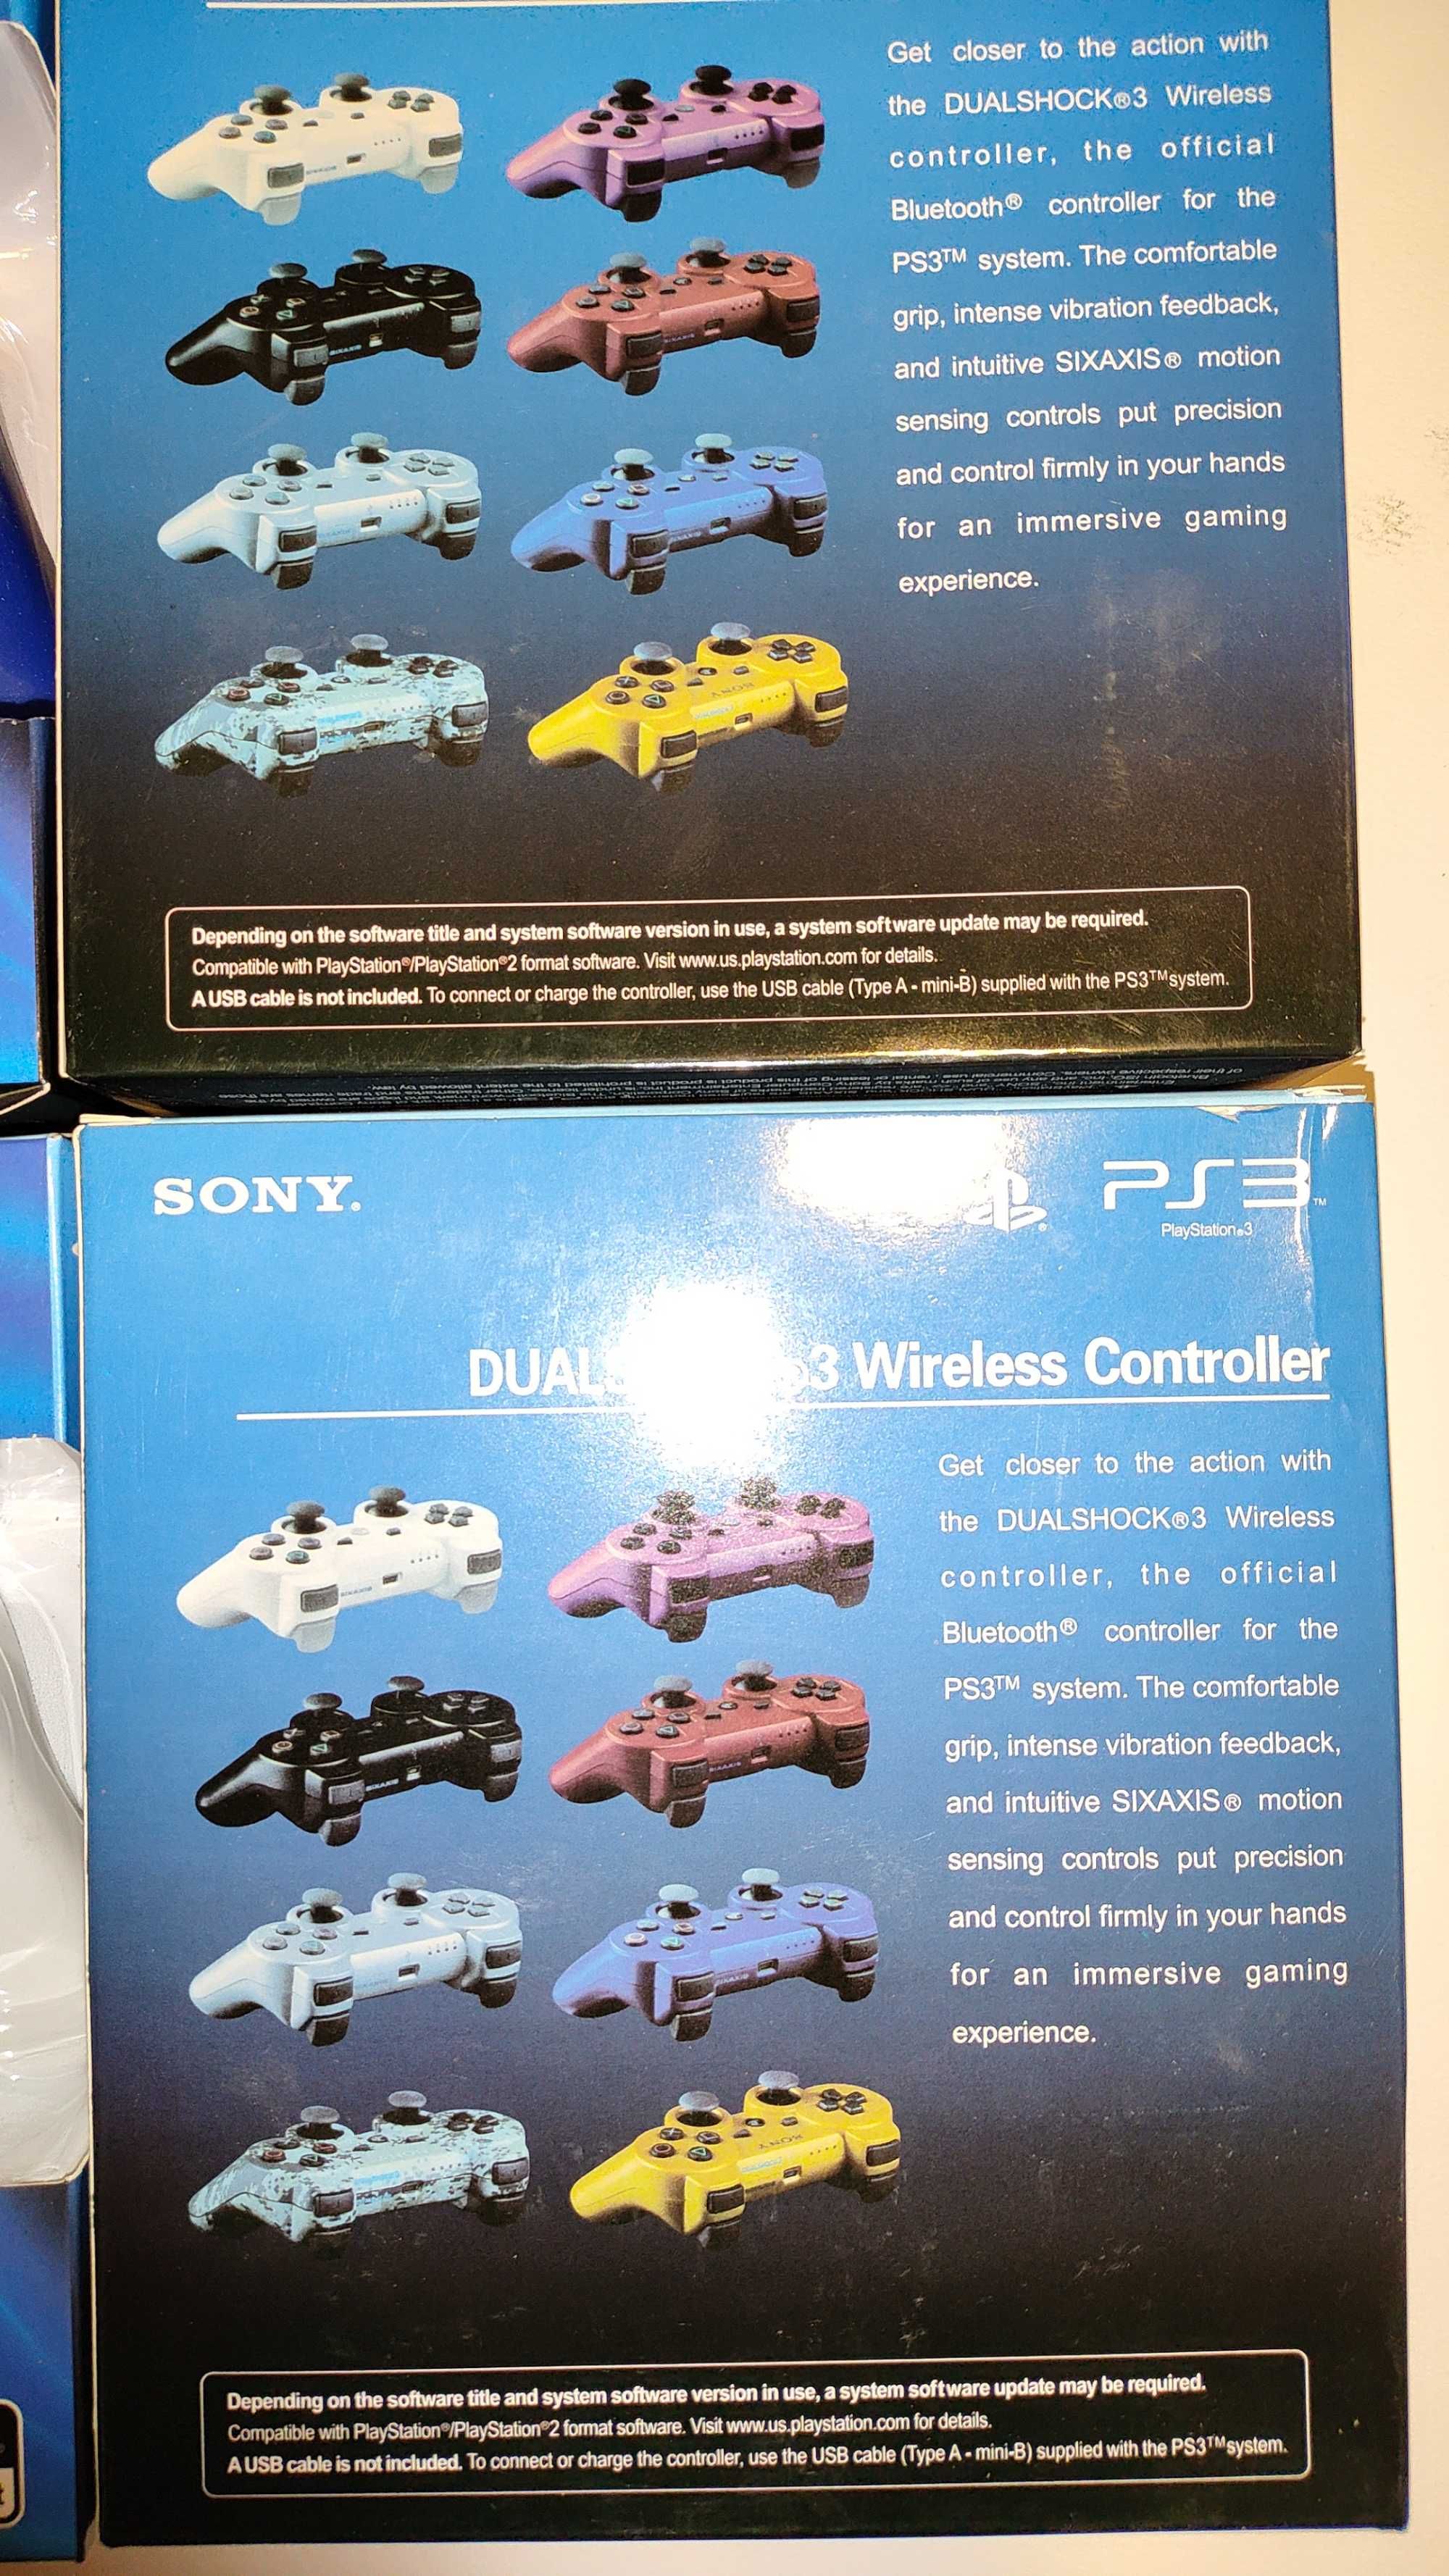 Get closer to the action with
the DUALSHOCK®3 Wireless
controller, the official
Bluetooth® controller for the
PS3™ system. The comfortable
grip, intense vibration feedback,
and intuitive SIXAXIS® motion
sensing controls put precision
and control firmly in your hands
for an immersive gaming
experience.
Depending on the software title and system software version in use, a system software update may be required.
Compatible with PlayStation®/PlayStation®2 format software. Visit www.us.playstation.com for details.
A USB cable is not included. To connect or charge the controller, use the USB cable (Type A - mini-B) supplied with the PS3™system.
SONY.
PS3™
PlayStation®3
3 Wireless Controller
Get closer to the action with
the DUALSHOCK®3 Wireless
controller, the official
Bluetooth® controller for the
PS3™ system. The comfortable
grip, intense vibration feedback,
and intuitive SIXAXIS® motion
sensing controls put precision
and control firmly in your hands
for an immersive gaming
experience.
Depending on the software title and system software version in use, a system software update may be required.
Compatible with PlayStation®/PlayStation®2 format software. Visit www.us.playstation.com for details.
A USB cable is not included. To connect or charge the controller, use the USB cable (Type A - mini-B) supplied with the PS3™system.